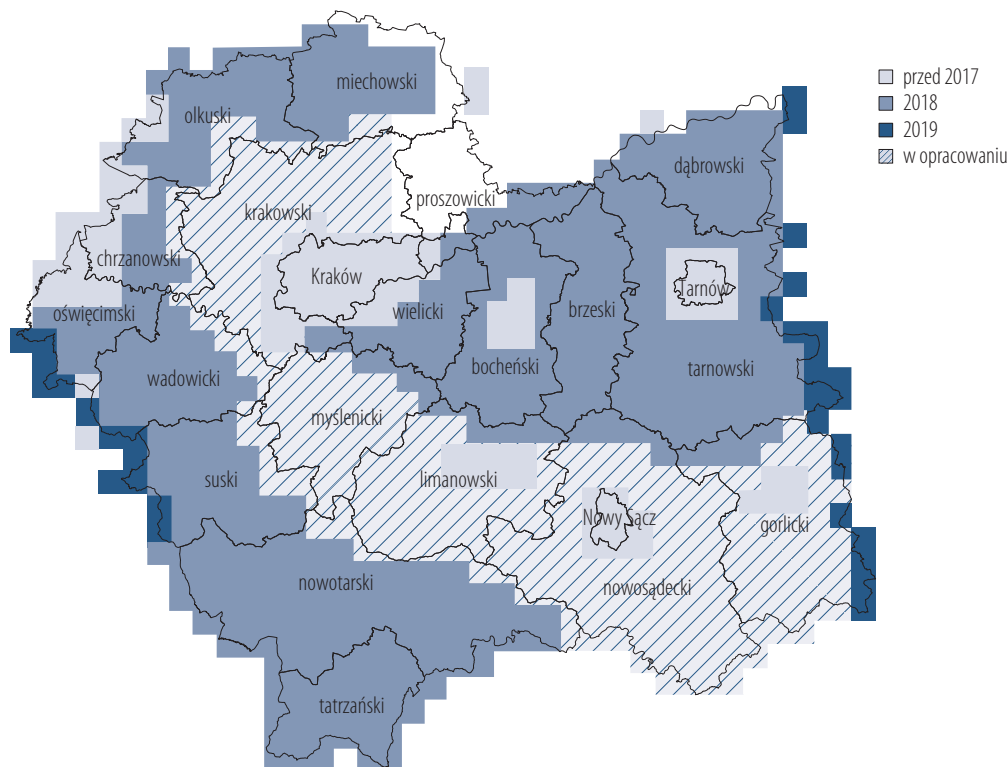 miechowski
olkuski
przed 2017
2018
2019
w opracowaniu
dąbrowski
proszowicki
krakowski
chrzanowski
Kraków
Tarnów
oświęcimski
wielicki
brzeski
wadowicki
bocheński
tarnowski
myślenicki
suski
limanowski
Nowy Sącz
gorlicki
nowotarski
nowosądecki
tatrzański